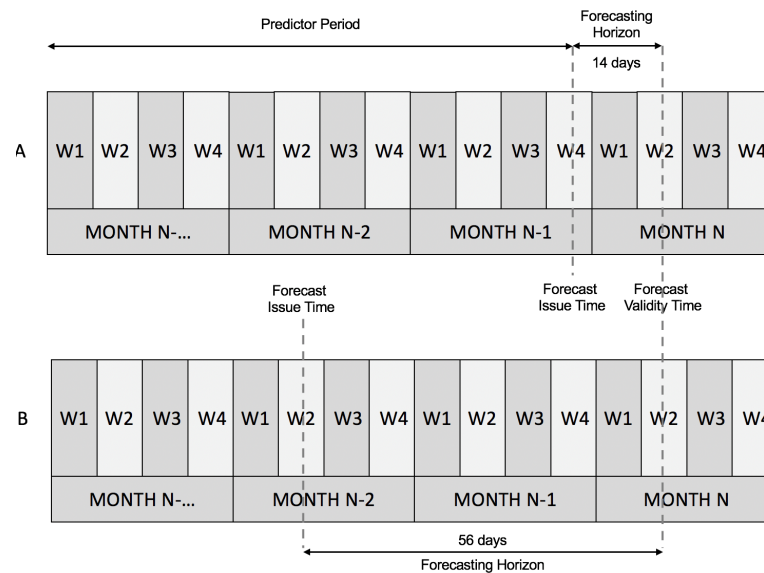 Predictor Period
Forecasting
Horizon
14 days
A
W1 W2 W3 W4 W1 W2 W3 W4 W1 W2 W3 W4 W1 W2 W3 W4
MONTH N-... MONTH N-2 MONTH N-1 MONTH N
Forecast
Issue Time
Forecast
Issue Time
Forecast
Validity Time
B
W1 W2 W3 W4 W1 W2 W3 W4 W1 W2 W3 W4 W1 W2 W3 W4
MONTH N-... MONTH N-2 MONTH N-1 MONTH N
56 days
Forecasting Horizon